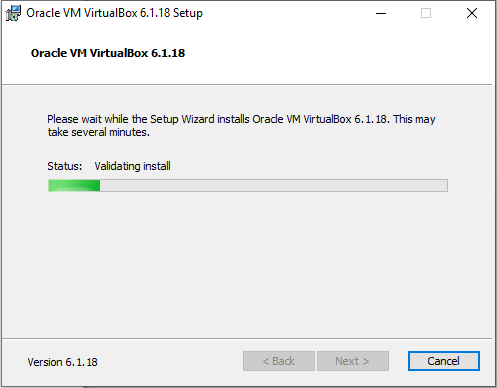 Oracle VM VirtualBox 6.1.18 Setup
Oracle VM VirtualBox 6.1.18
Please wait while the Setup Wizard installs Oracle VM VirtualBox 6.1.18. This may
take several minutes.
Status: Validating install
Version 6.1.18 < Back Next > Cancel